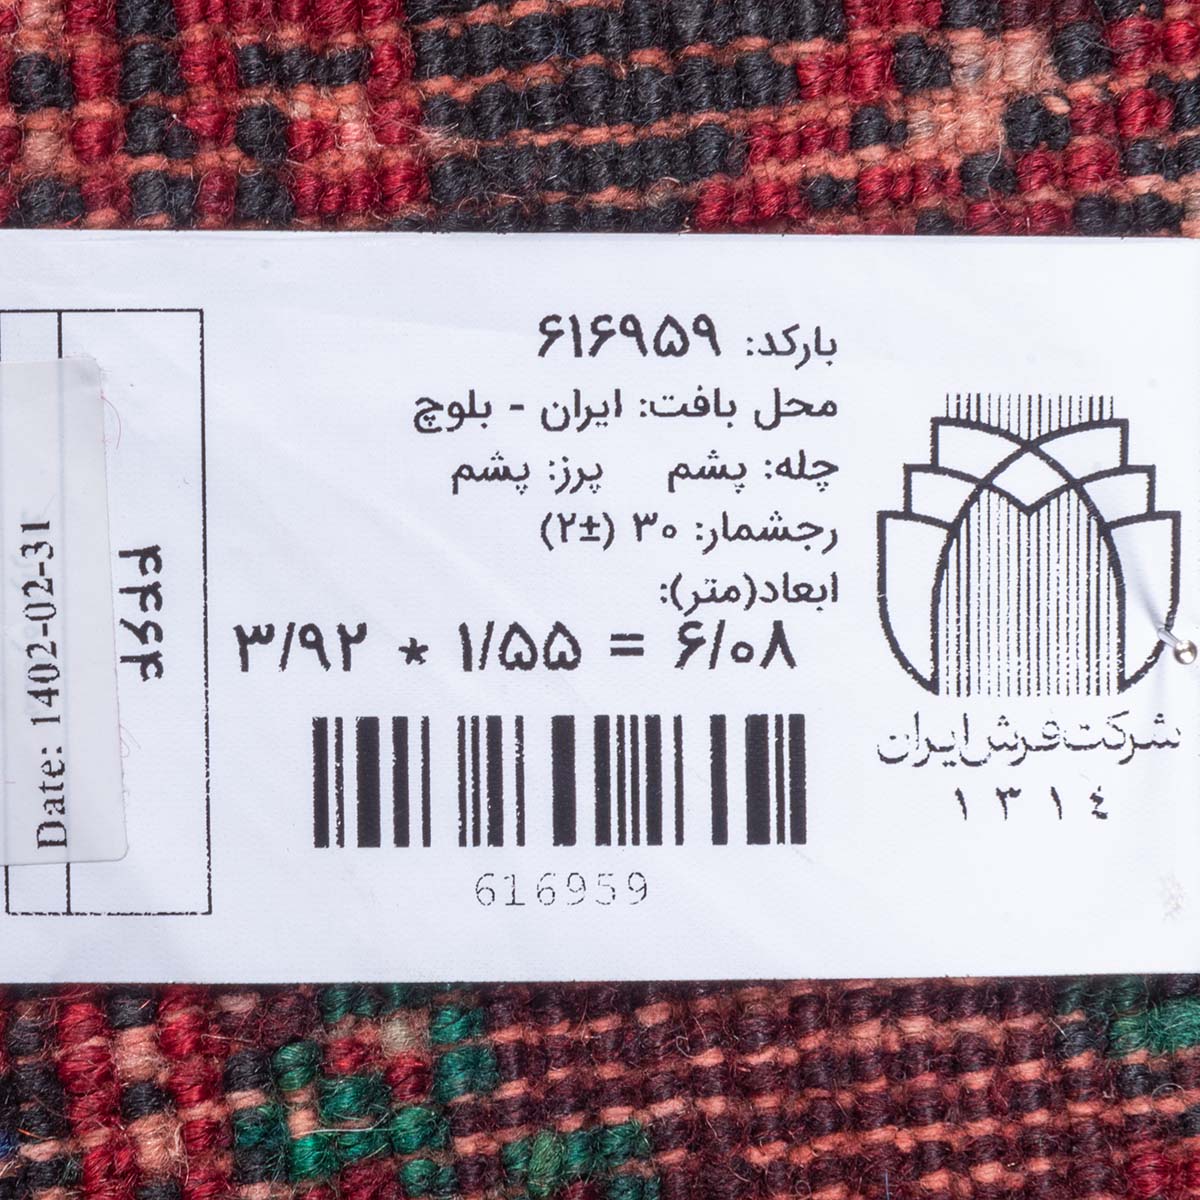 بارکد: ۶۱۶۹۵۹
محل بافت: ایران - بلوچ
چله: پشم پرز: پشم
رجشمار: ۳۰ (±۲)
ابعاد(متر):
۳/۹۲ * ۱/۵۵ = ۶/۰۸
616959
شرکت فرش ایران
۱۳۱٤
Date: 1402-02-31